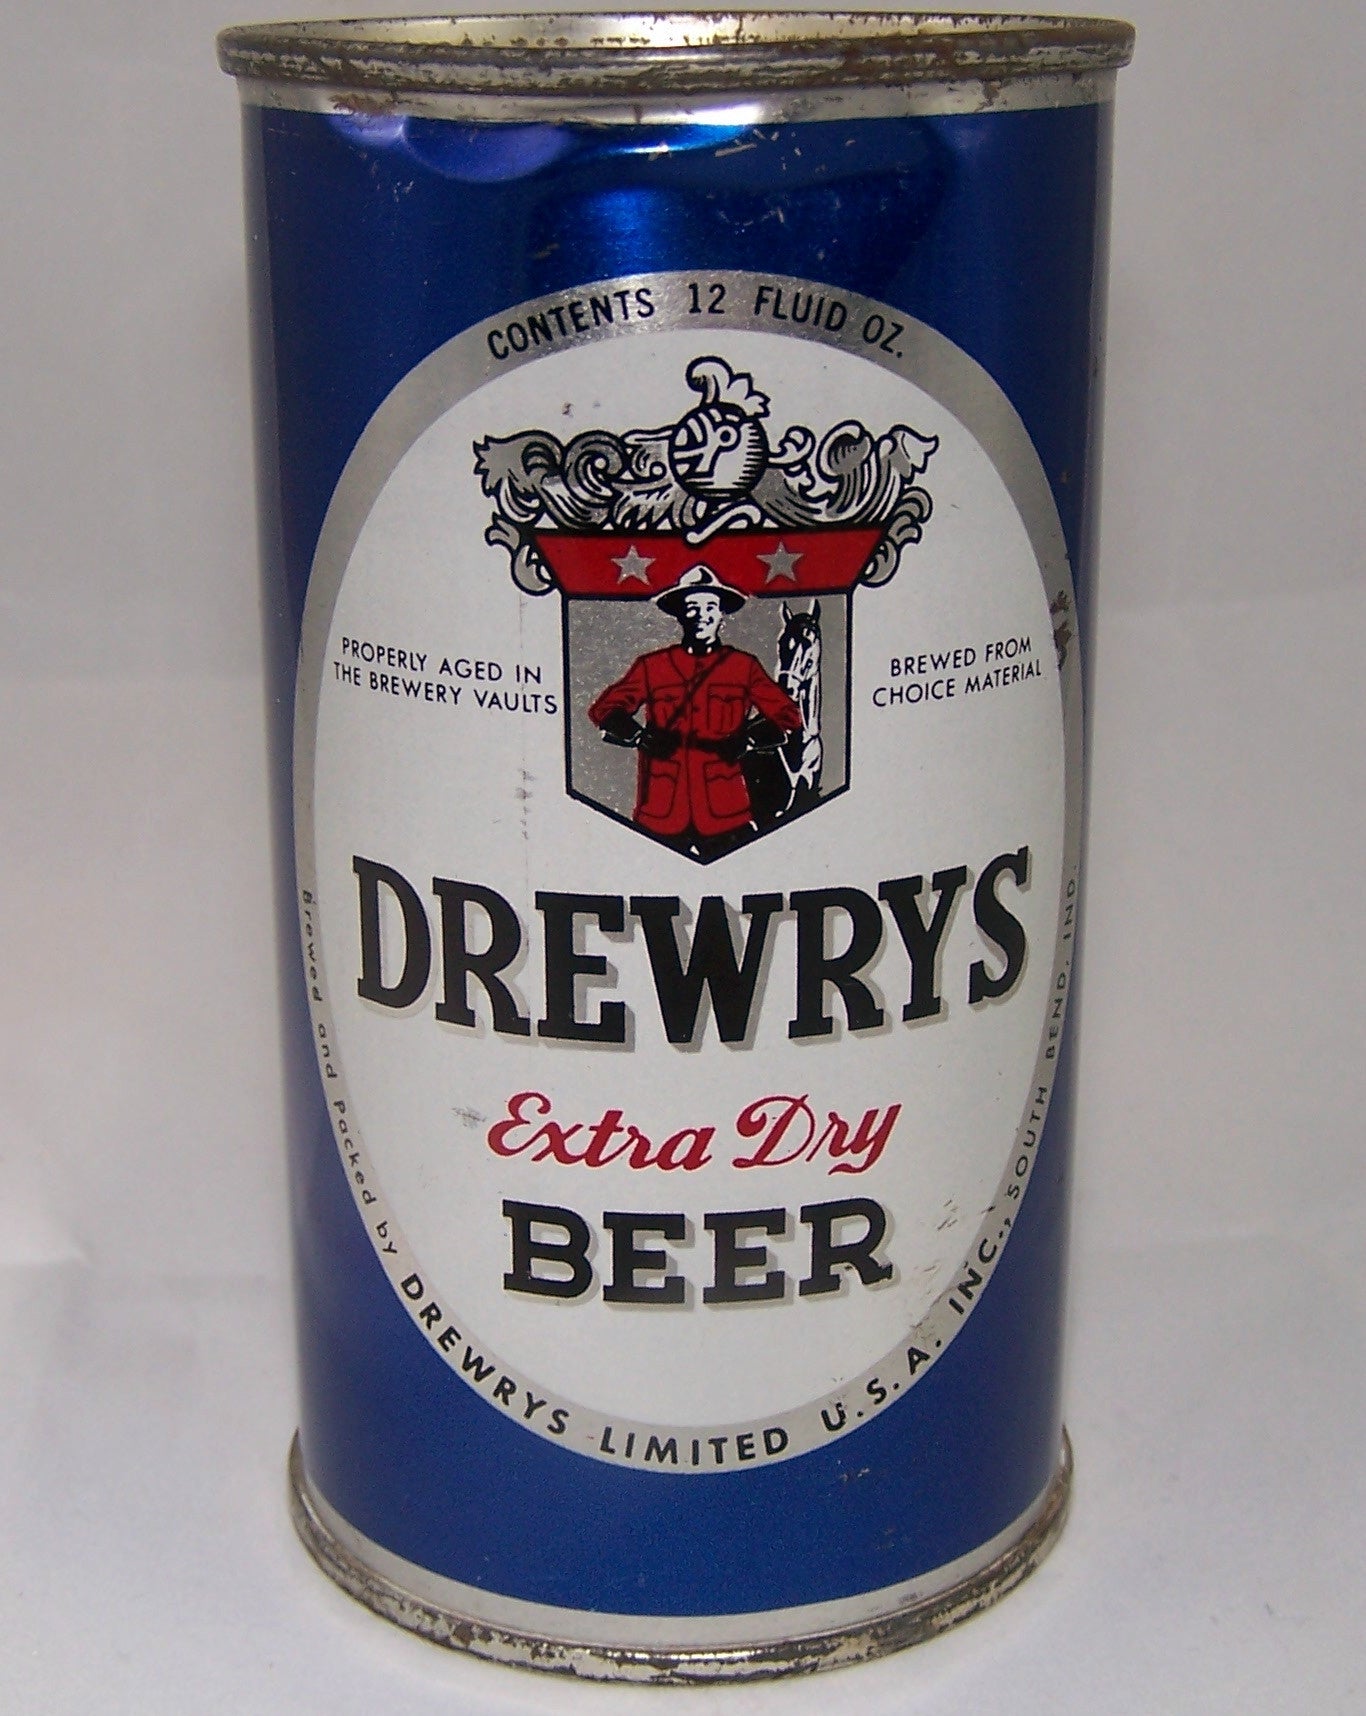 CONTENTS 12 FLUID OZ.
PROPERLY AGED IN
THE BREWERY VAULTS
BREWED FROM
CHOICE MATERIAL
DREWRYS
Extra Dry
BEER
Brewed and Packed by DREWRYS LIMITED U.S.A. INC., SOUTH BEND, IND.